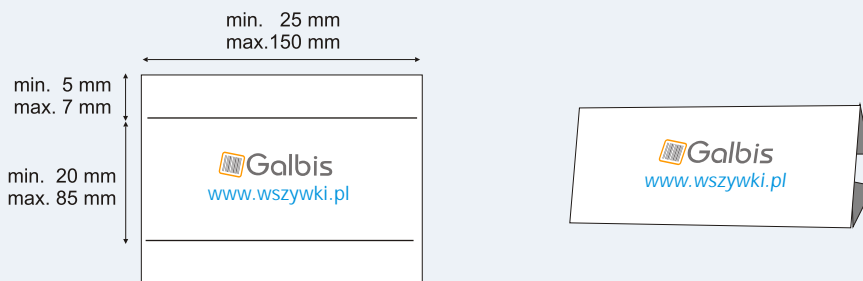 min. 25 mm
max.150 mm
min. 5 mm
max. 7 mm
min. 20 mm
max. 85 mm
Galbis
www.wszywki.pl
Galbis
www.wszywki.pl